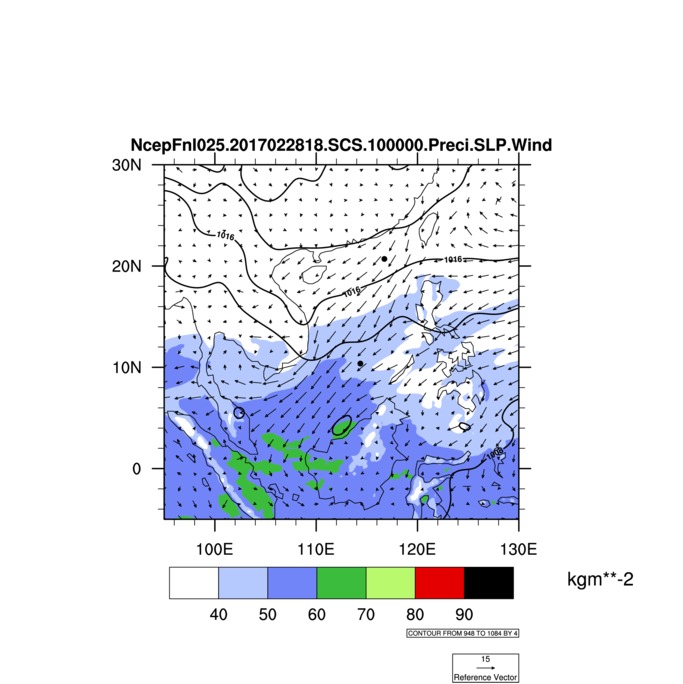 NcepFnl025.2017022818.SCS.100000.Preci.SLP.Wind
30N
1016
20N
1016
1016
10N
1008
0
100E 110E 120E 130E
40 50 60 70 80 90
kgm**-2
CONTOUR FROM 948 TO 1084 BY 4
15
Reference Vector